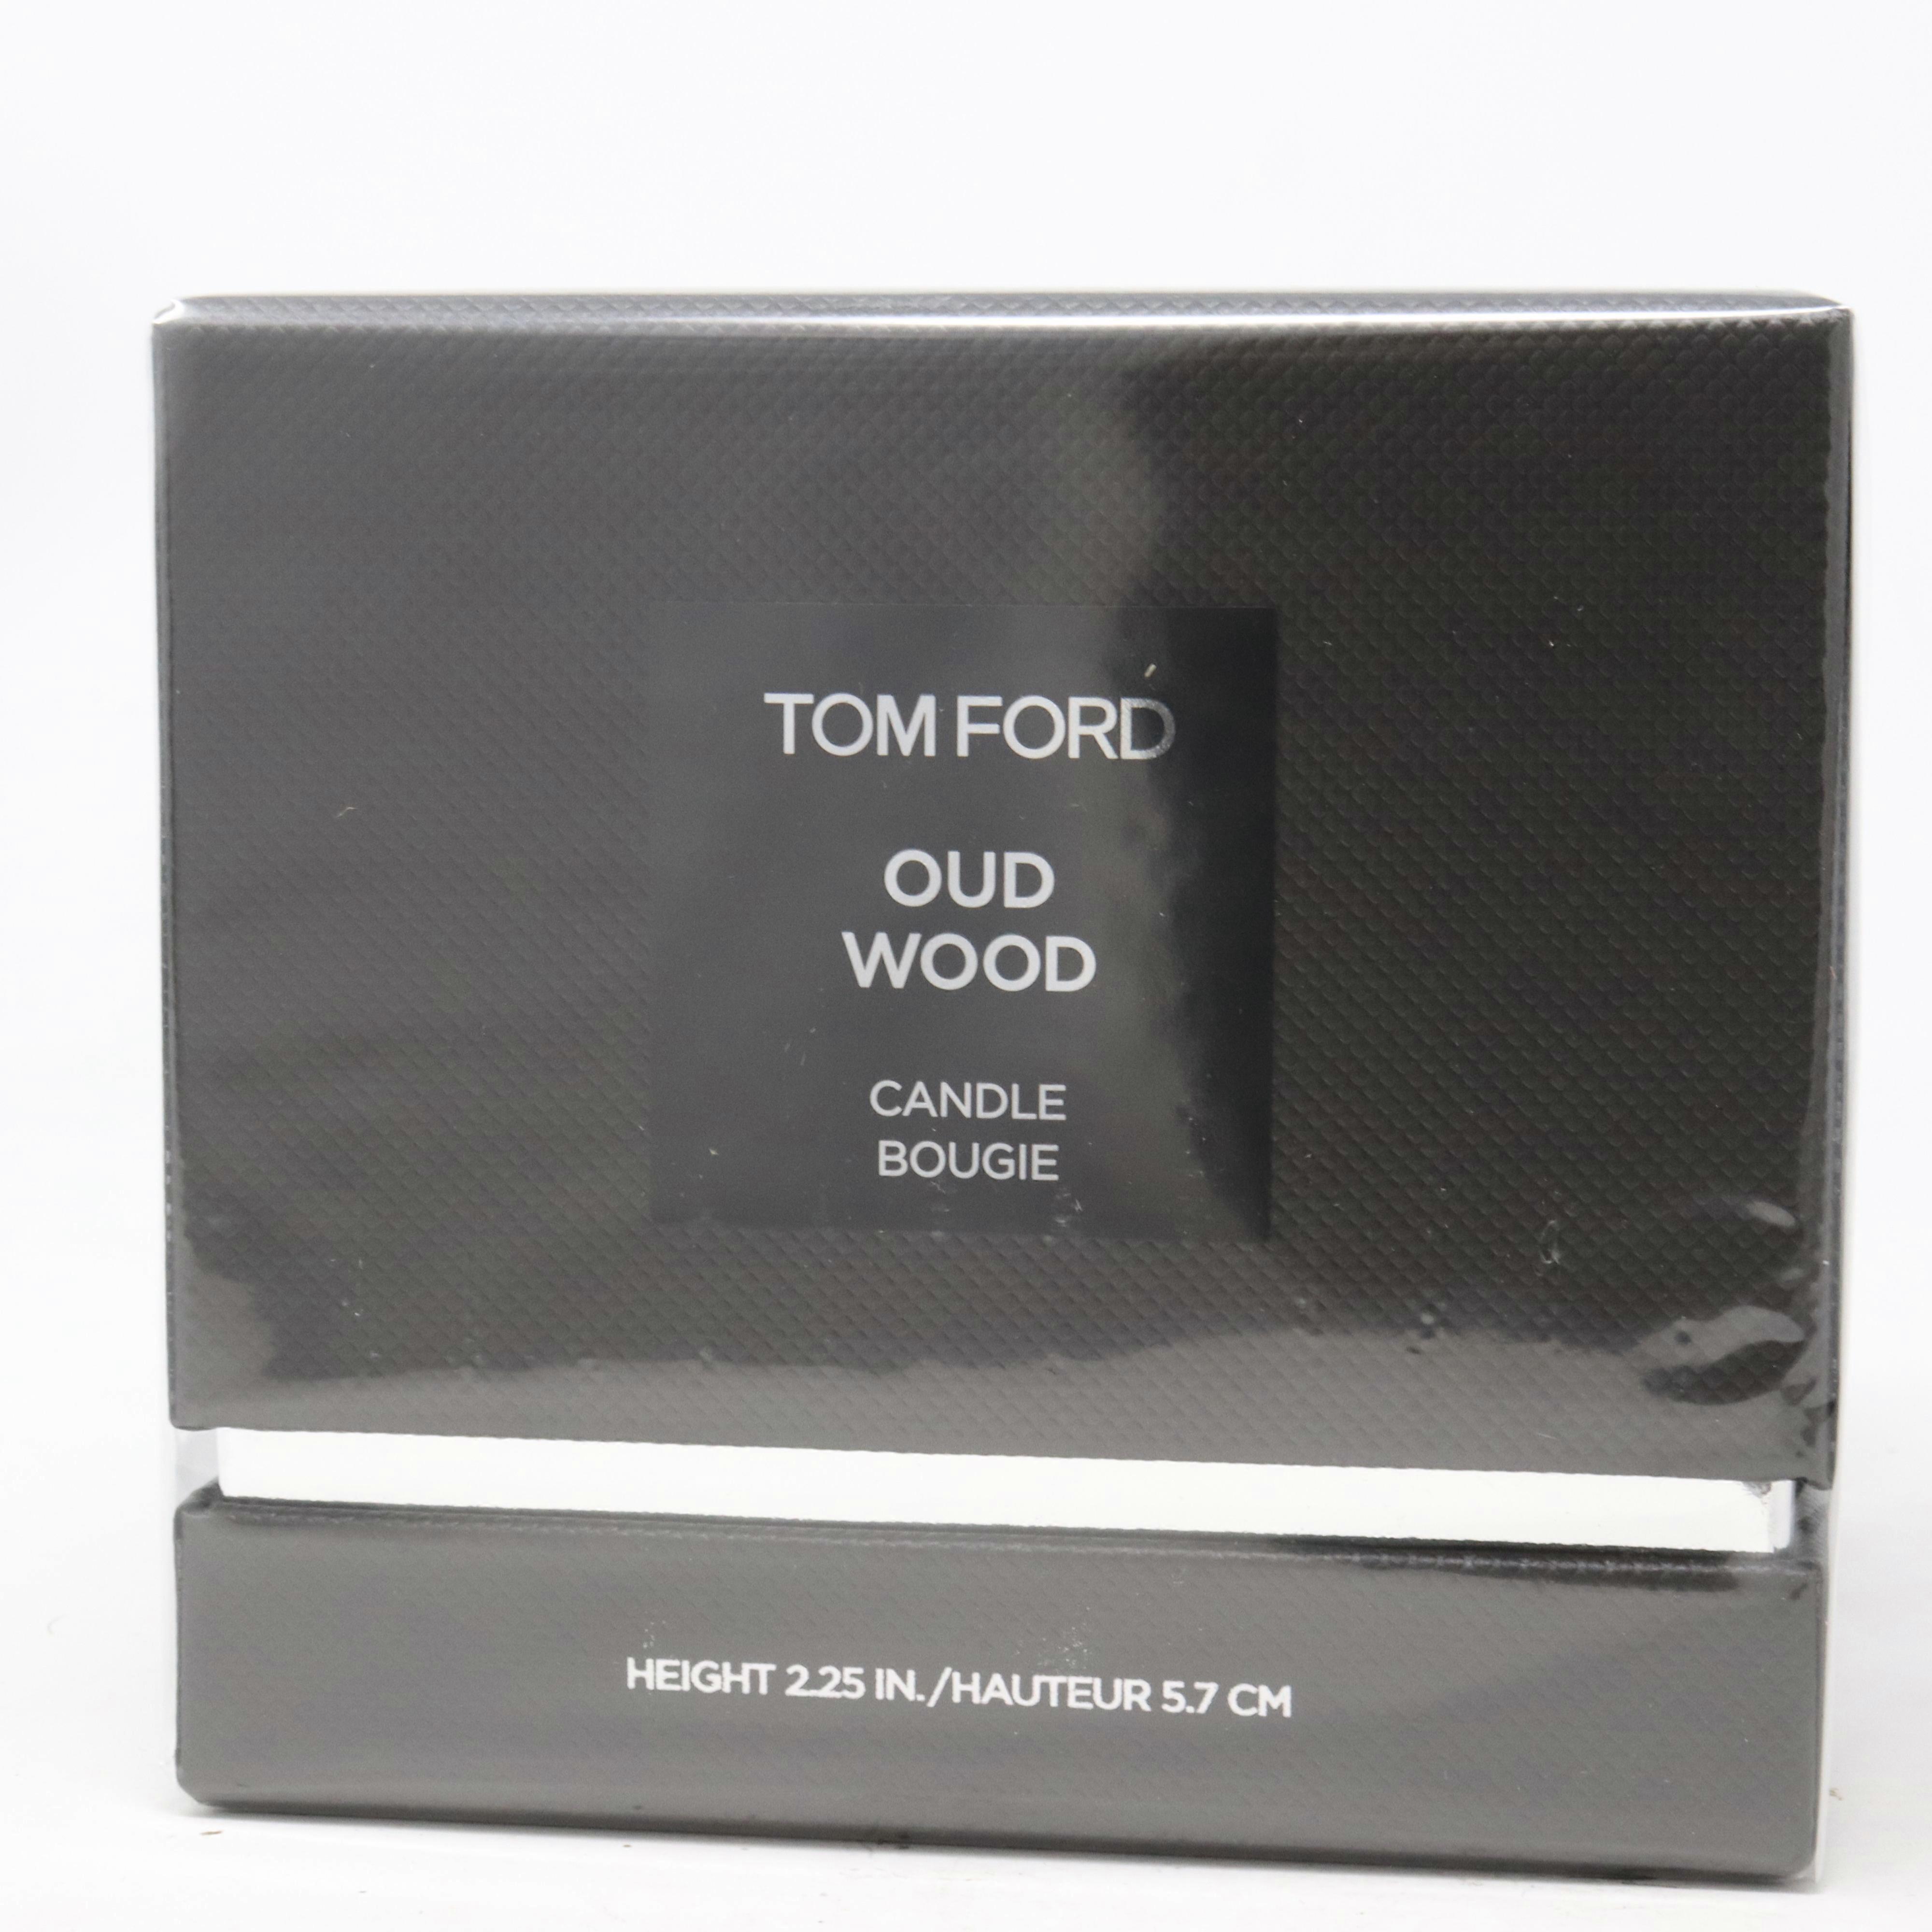 TOM FORD
OUD
WOOD
CANDLE
BOUGIE
HEIGHT 2.25 IN./HAUTEUR 5.7 CM